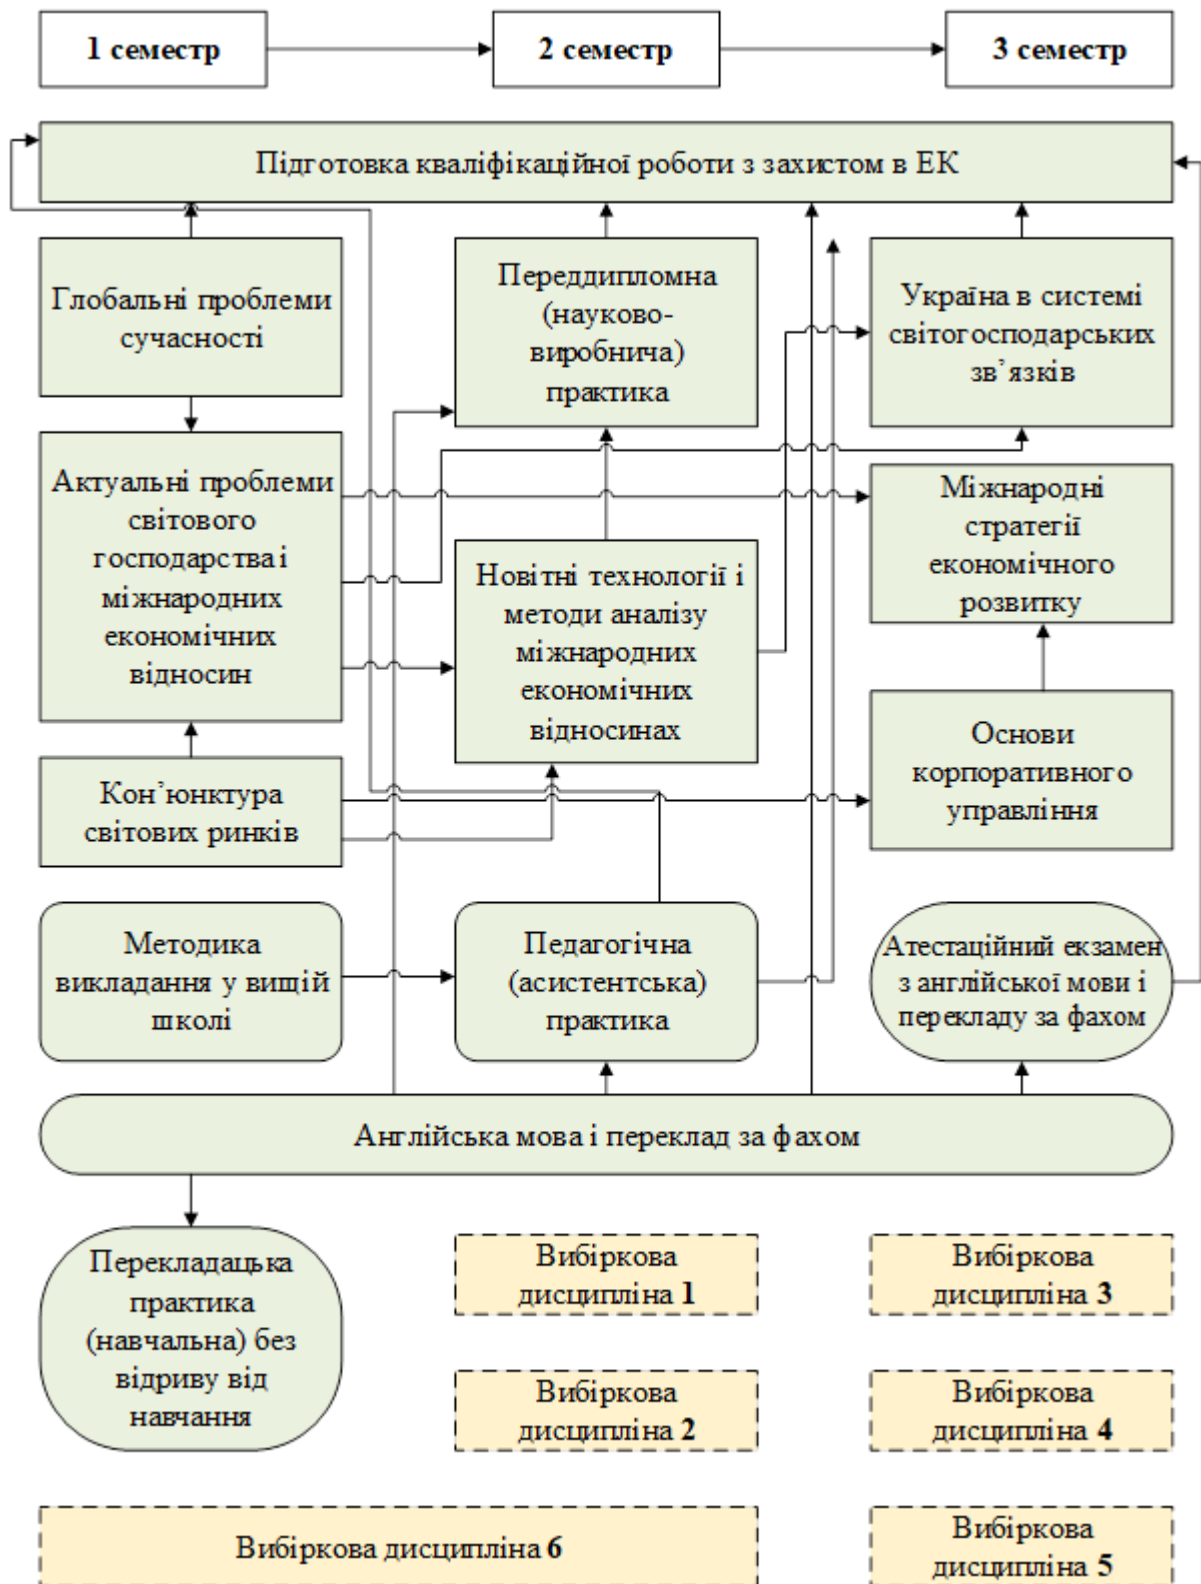 1 семестр
2 семестр
3 семестр
Підготовка кваліфікаційної роботи з захистом в ЕК
Глобальні проблеми
сучасності
Переддипломна
(науково-
виробнича)
практика
Україна в системі
світогосподарських
зв’язків
Актуальні проблеми
світового
господарства і
міжнародних
економічних
відносин
Новітні технології і
методи аналізу
міжнародних
економічних
відносинах
Міжнародні
стратегії
економічного
розвитку
Кон’юнктура
світових ринків
Основи
корпоративного
управління
Методика
викладання у вищій
школі
Педагогічна
(асистентська)
практика
Атестаційний екзамен
з англійської мови і
перекладу за фахом
Англійська мова і переклад за фахом
Перекладацька
практика
(навчальна) без
відриву від
навчання
Вибіркова
дисципліна 1
Вибіркова
дисципліна 3
Вибіркова
дисципліна 2
Вибіркова
дисципліна 4
Вибіркова дисципліна 6
Вибіркова
дисципліна 5